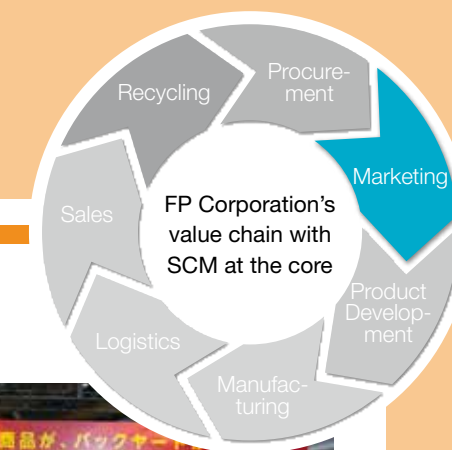 Procure-
ment
Recycling
Marketing
FP Corporation's
value chain with
SCM at the core
Sales
Product
Develop-
ment
Logistics
Manufac-
turing
商品が、バックヤード